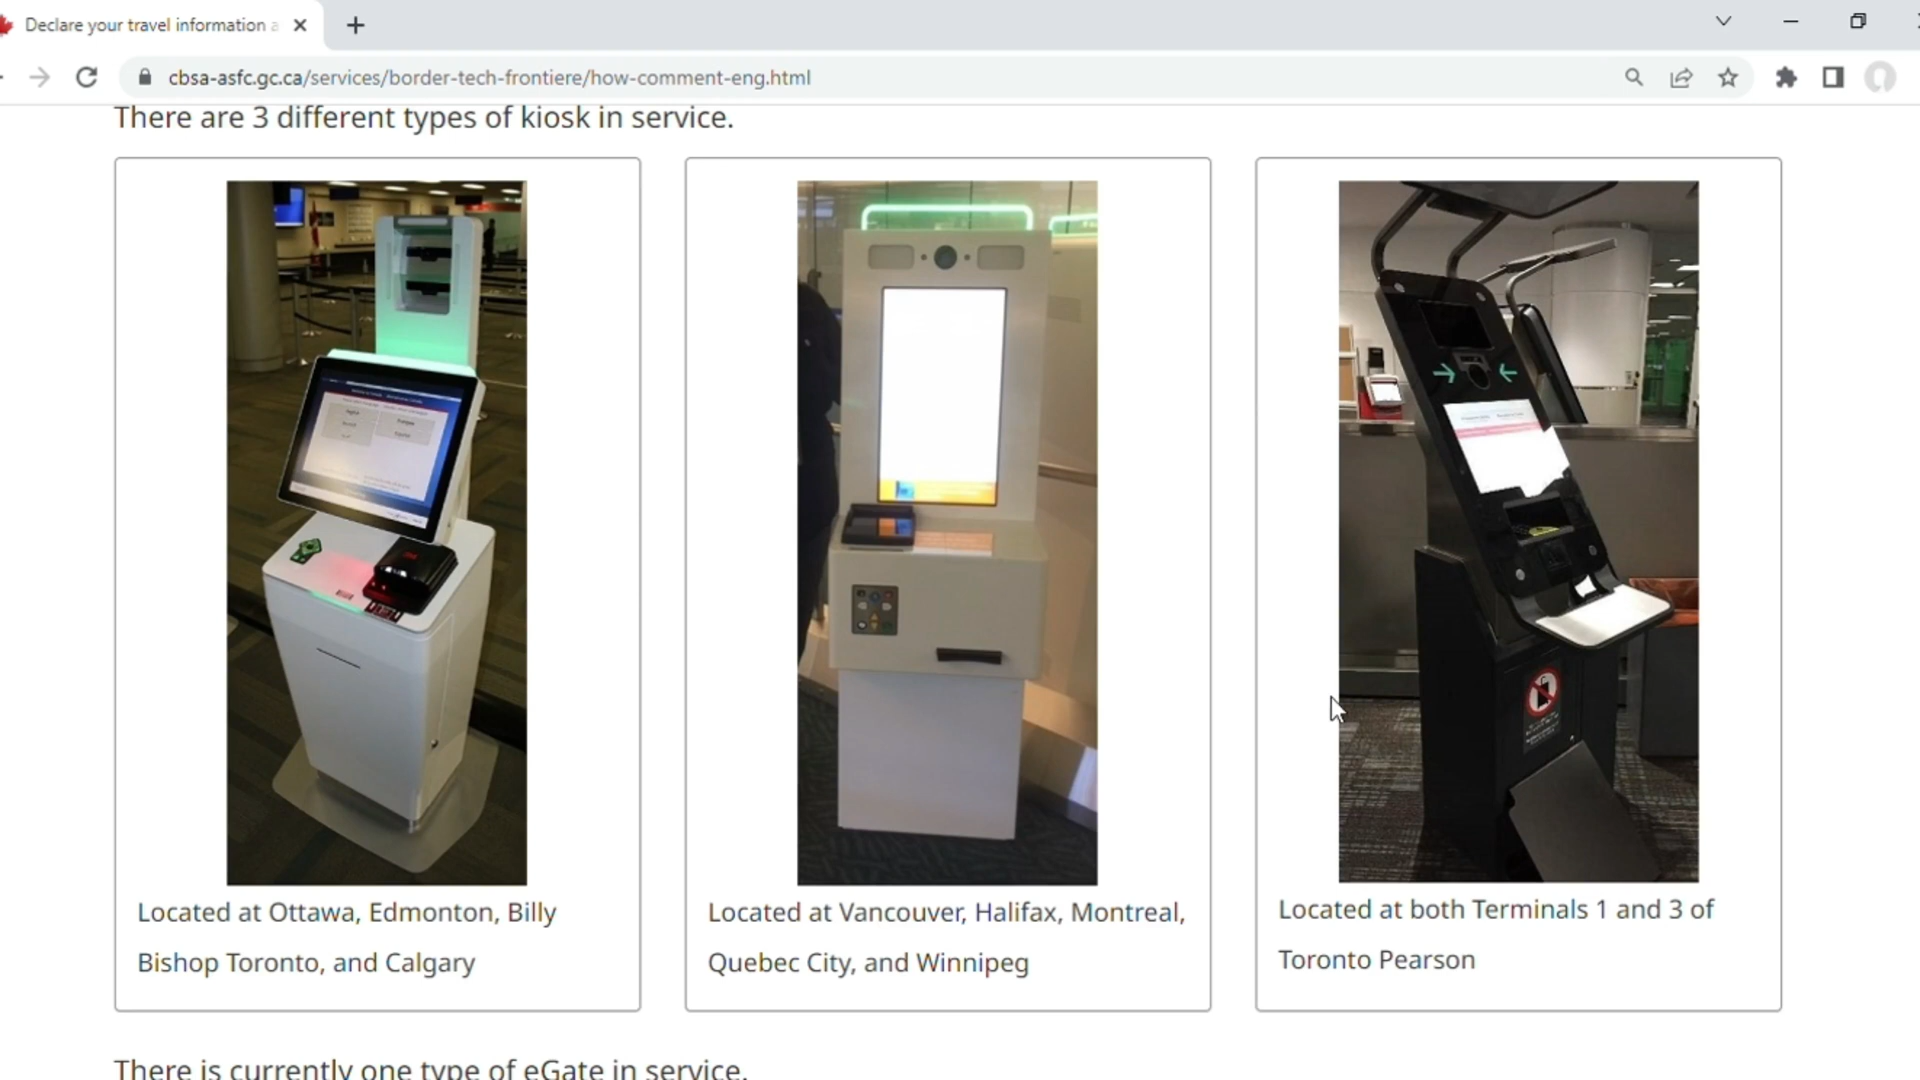 Declare your travel information a
cbsa-asfc.gc.ca/services/border-tech-frontiere/how-comment-eng.html
There are 3 different types of kiosk in service.
Located at Ottawa, Edmonton, Billy
Bishop Toronto, and Calgary
Located at Vancouver, Halifax, Montreal,
Quebec City, and Winnipeg
Located at both Terminals 1 and 3 of
Toronto Pearson
There is currently one type of eGate in service.